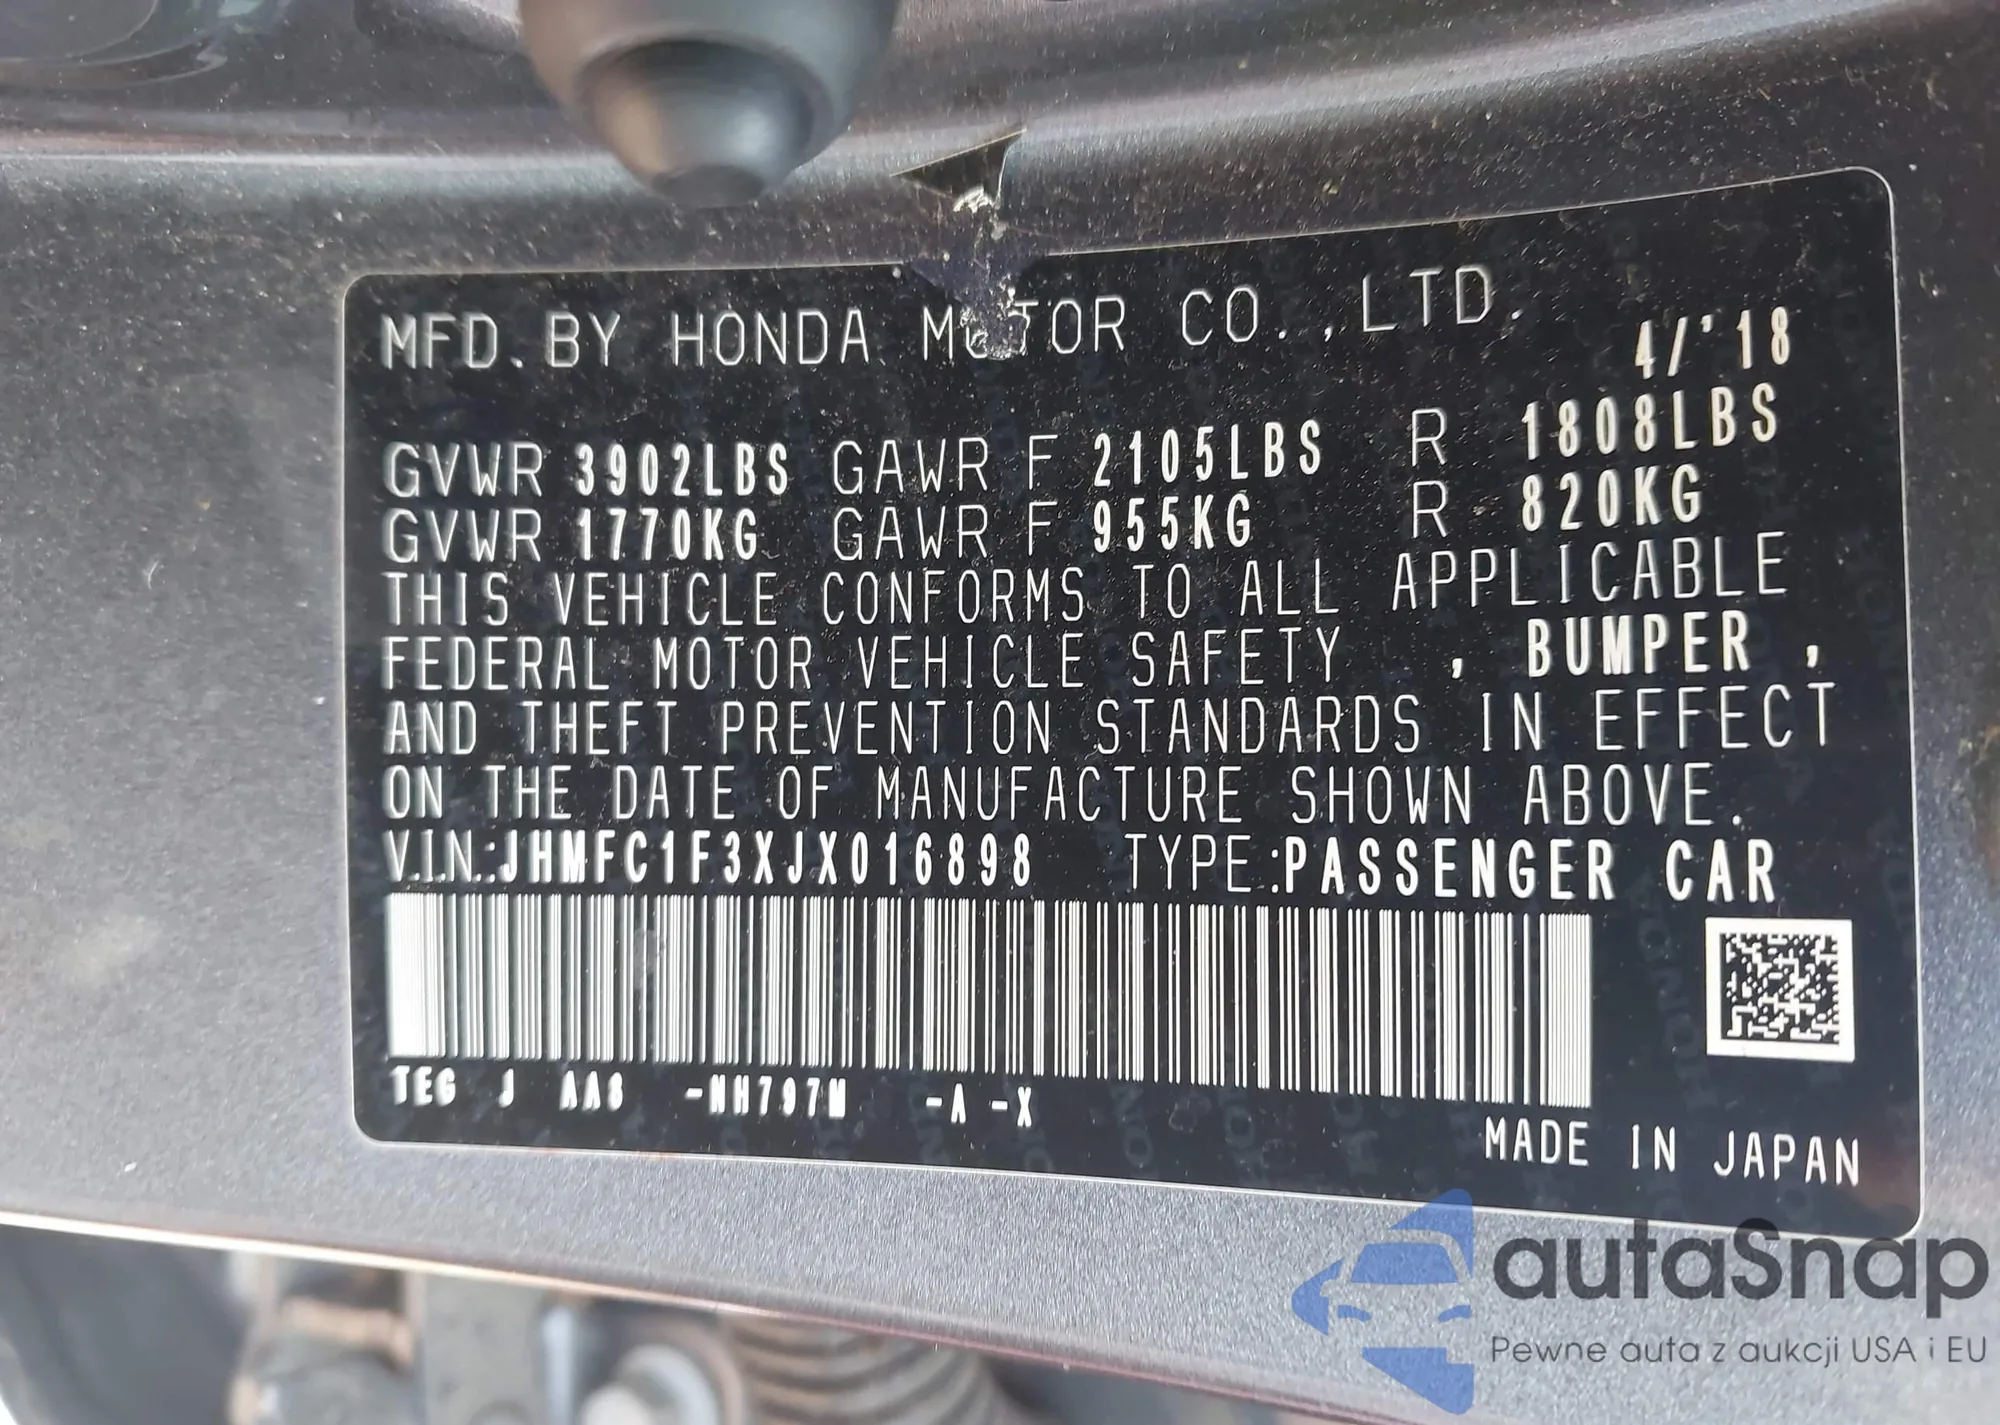 MFD. BY HONDA MOTOR CO. ,LTD.
4/'18
GVWR 3902LBS GAWR F 2105LBS R 1808LBS
GVWR 1770KG GAWR F 955KG R 820KG
THIS VEHICLE CONFORMS TO ALL APPLICABLE
FEDERAL MOTOR VEHICLE SAFETY , BUMPER ,
AND THEFT PREVENTION STANDARDS IN EFFECT
ON THE DATE OF MANUFACTURE SHOWN ABOVE.
V.I.N.:JHMFC1F3XJX016898 TYPE:PASSENGER CAR
TEG J AA8 -NH797M -A -X
MADE IN JAPAN
autaSnap
Pewne auta z aukcji USA i EU